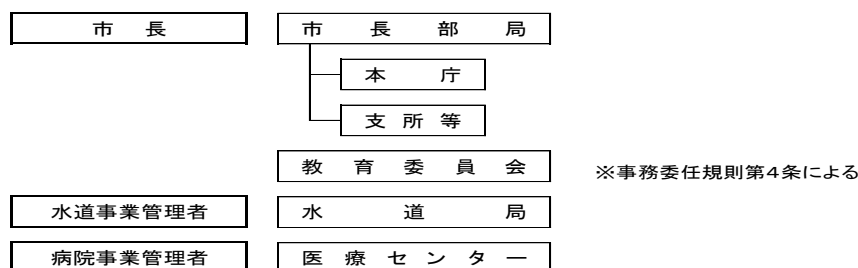 市長 市長部局
本庁
支所等
教育委員会 ※事務委任規則第4条による
水道事業管理者 水道局
病院事業管理者 医療センター